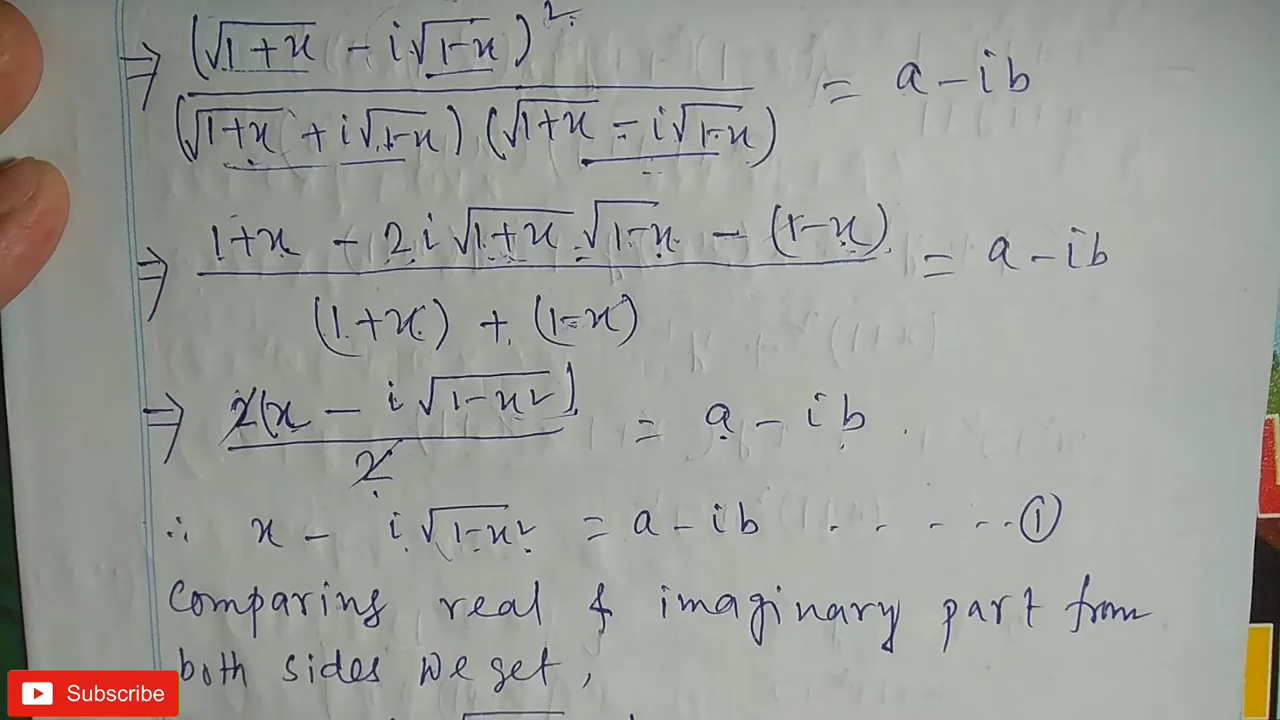 ⇒ (√(1+x) - i√(1-x))² / (√(1+x) + i√(1-x)) (√(1+x) - i√(1-x)) = a - ib
⇒ 1+x - 2i √(1+x) √(1-x) - (1-x) / (1+x) + (1-x) = a - ib
⇒ 2(x - i√(1-x²)) / 2 = a - ib
∴ x - i√(1-x²) = a - ib ..... ①
Comparing real & imaginary part from
both sides we get,
Subscribe